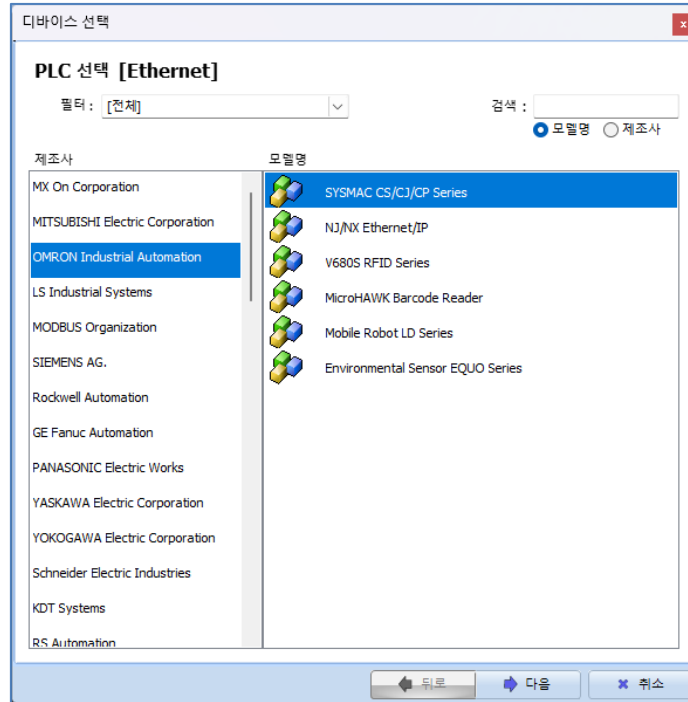 디바이스 선택
x
PLC 선택 [Ethernet]
필터 : [전체] 검색 :
모델명 제조사
제조사 모델명
MX On Corporation
MITSUBISHI Electric Corporation
OMRON Industrial Automation
LS Industrial Systems
MODBUS Organization
SIEMENS AG.
Rockwell Automation
GE Fanuc Automation
PANASONIC Electric Works
YASKAWA Electric Corporation
YOKOGAWA Electric Corporation
Schneider Electric Industries
KDT Systems
RS Automation
SYSMAC CS/CJ/CP Series
NJ/NX Ethernet/IP
V680S RFID Series
MicroHAWK Barcode Reader
Mobile Robot LD Series
Environmental Sensor EQUO Series
뒤로 다음 취소